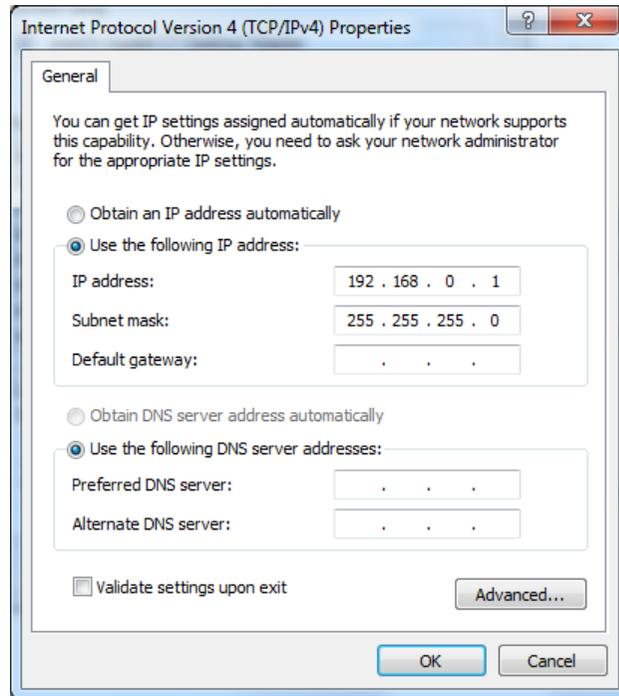 Internet Protocol Version 4 (TCP/IPv4) Properties
General
You can get IP settings assigned automatically if your network supports
this capability. Otherwise, you need to ask your network administrator
for the appropriate IP settings.
Obtain an IP address automatically
Use the following IP address:
IP address: 192 . 168 . 0 . 1
Subnet mask: 255 . 255 . 255 . 0
Default gateway: . . .
Obtain DNS server address automatically
Use the following DNS server addresses:
Preferred DNS server: . . .
Alternate DNS server: . . .
Validate settings upon exit
Advanced...
OK Cancel